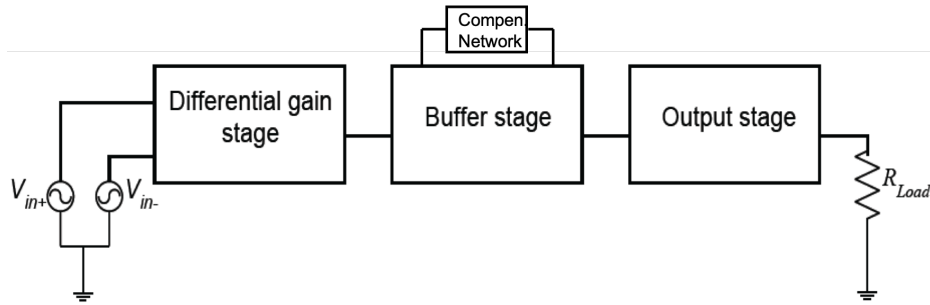 Compen.
Network
Differential gain
stage
Buffer stage
Output stage
Vin+
Vin-
RLoad